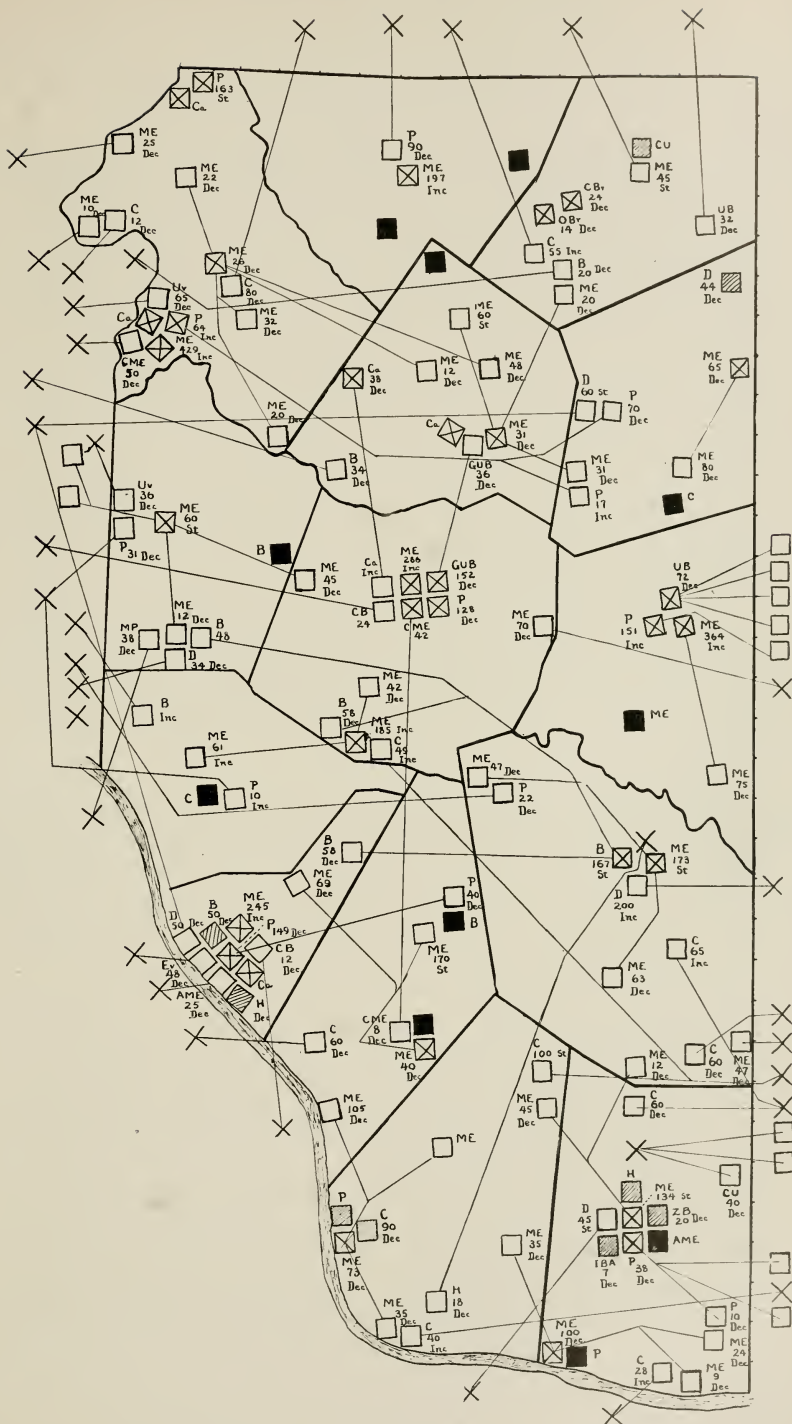 P
163
St
Ca
ME
25
Dec
ME
22
Dec
ME
10 Dec
C
12
Dec
P
90
Dec
ME
197
Inc
CU
ME
45
St
CBr
24
Dec
OBr
14 Dec
UB
32
Dec
C
55 Inc
B
20 Dec
ME
20
Dec
D
44
Dec
ME
26
Dec
C
80
Dec
ME
32
Dec
Uv
65
Dec
Ca
P
64
Inc
ME
429
Inc
CME
50
Dec
ME
60
St
ME
12
Dec
ME
48
Dec
Ca
38
Dec
ME
65
Dec
D
60 St
P
70
Dec
ME
20 Dec
Ca
GUB
36
Dec
ME
31
Dec
B
34
Dec
ME
31
Dec
P
17
Inc
ME
80
Dec
C
Uv
36
Dec
ME
60
St
P
31 Dec
B
ME
45
Dec
Ca
Inc
ME
286
Inc
GUB
152
Dec
CB
24
CME
42
P
128
Dec
UB
72
Dec
P
151
Inc
ME
364
Inc
ME
70
Dec
MP
38
Dec
ME
12
Dec
B
48
D
34 Dec
ME
42
Dec
B
Inc
B
58
Dec
ME
185 Inc
C
49
Inc
ME
61
Inc
ME
ME
75
Dec
C
P
10
Inc
ME
47 Dec
P
22
Dec
B
58
Dec
B
167
St
ME
173
St
D
200
Inc
ME
69
Dec
P
40
Dec
B
ME
170
St
C
65
Inc
ME
63
Dec
D
50 Dec
B
50 Dec
ME
245
Inc
P
149 Dec
CB
12
Dec
Ev
48
Dec
Ca
AME
25
Dec
H
Dec
C
60
Dec
CME
8
Dec
ME
40
Dec
C
100 St
ME
12
Dec
C
60
Dec
ME
47
Dec
ME
105
Dec
ME
45
Dec
C
60
Dec
ME
H
ME
134 St
D
45
St
ZB
20 Dec
CU
40
Dec
IBA
7
Dec
P
38
Dec
AME
P
C
90
Dec
ME
73
Dec
ME
35
Dec
H
18
Dec
ME
35
Dec
C
40
Inc
P
10
Dec
ME
24
Dec
ME
100
Dec
P
C
28
Inc
ME
9
Dec